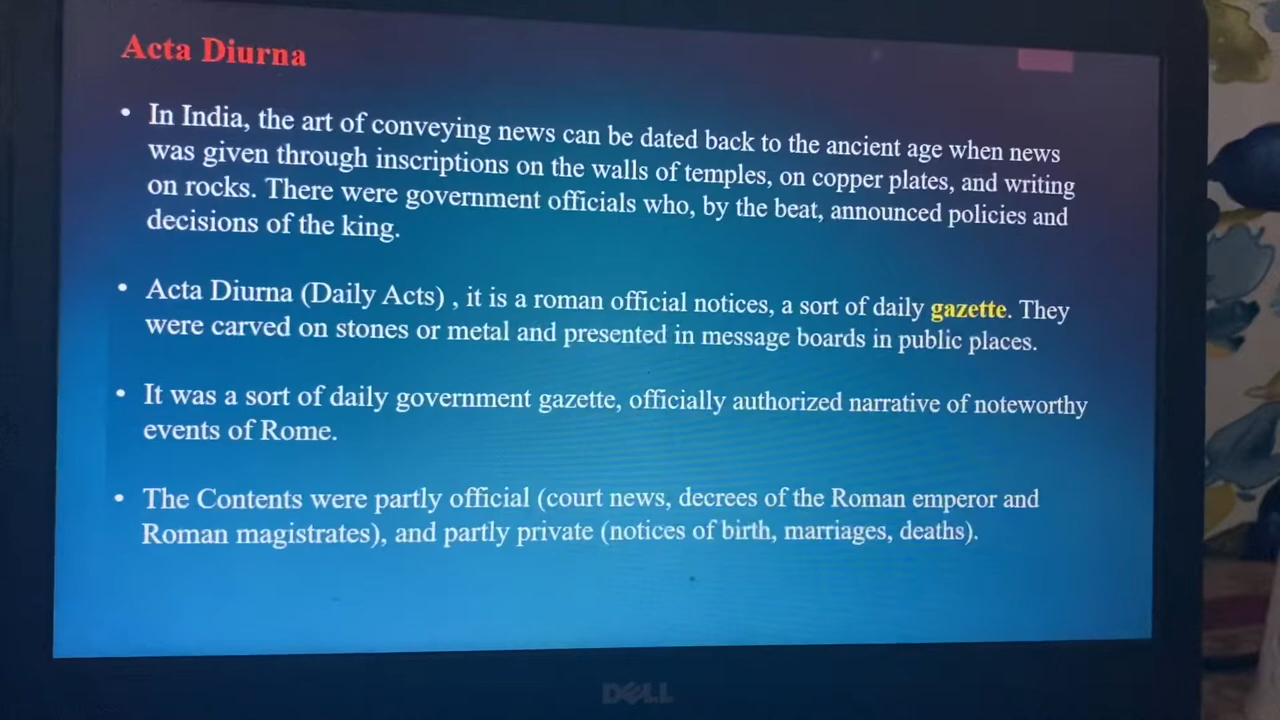 Acta Diurna
• In India, the art of conveying news can be dated back to the ancient age when news
was given through inscriptions on the walls of temples, on copper plates, and writing
on rocks. There were government officials who, by the beat, announced policies and
decisions of the king.
• Acta Diurna (Daily Acts) , it is a roman official notices, a sort of daily gazette. They
were carved on stones or metal and presented in message boards in public places.
• It was a sort of daily government gazette, officially authorized narrative of noteworthy
events of Rome.
• The Contents were partly official (court news, decrees of the Roman emperor and
Roman magistrates), and partly private (notices of birth, marriages, deaths).
DELL